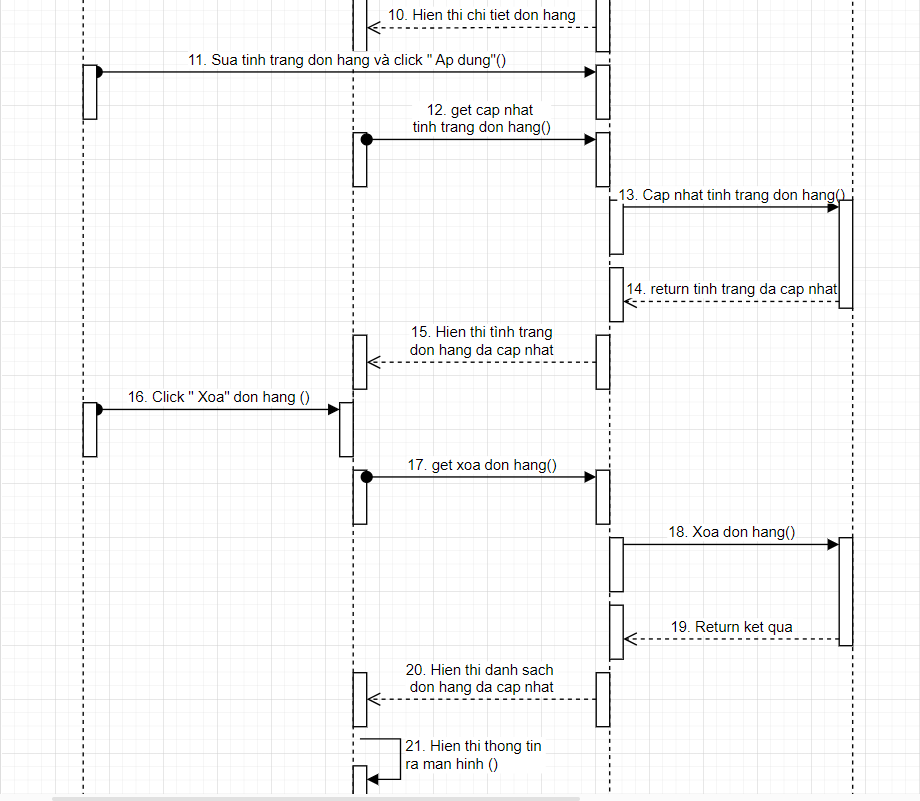 10. Hien thi chi tiet don hang
11. Sua tinh trang don hang và click " Ap dung"()
12. get cap nhat
tinh trang don hang()
13. Cap nhat tinh trang don hang()
14. return tinh trang da cap nhat
15. Hien thi tình trang
don hang da cap nhat
16. Click " Xoa" don hang ()
17. get xoa don hang()
18. Xoa don hang()
19. Return ket qua
20. Hien thi danh sach
don hang da cap nhat
21. Hien thi thong tin
ra man hinh ()